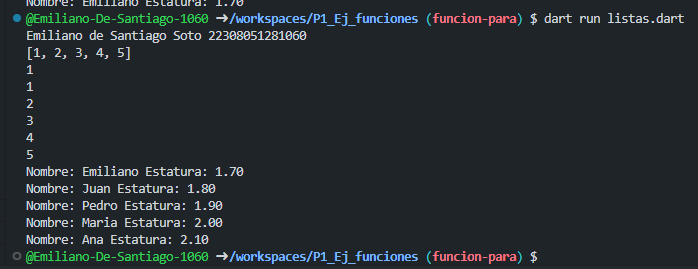 Nombre: Emiliano Estatura: 1.70
@Emiliano-De-Santiago-1060 ➜/workspaces/P1_Ej_funciones (funcion-para) $ dart run listas.dart
Emiliano de Santiago Soto 22308051281060
[1, 2, 3, 4, 5]
1
1
2
3
4
5
Nombre: Emiliano Estatura: 1.70
Nombre: Juan Estatura: 1.80
Nombre: Pedro Estatura: 1.90
Nombre: Maria Estatura: 2.00
Nombre: Ana Estatura: 2.10
@Emiliano-De-Santiago-1060 ➜/workspaces/P1_Ej_funciones (funcion-para) $